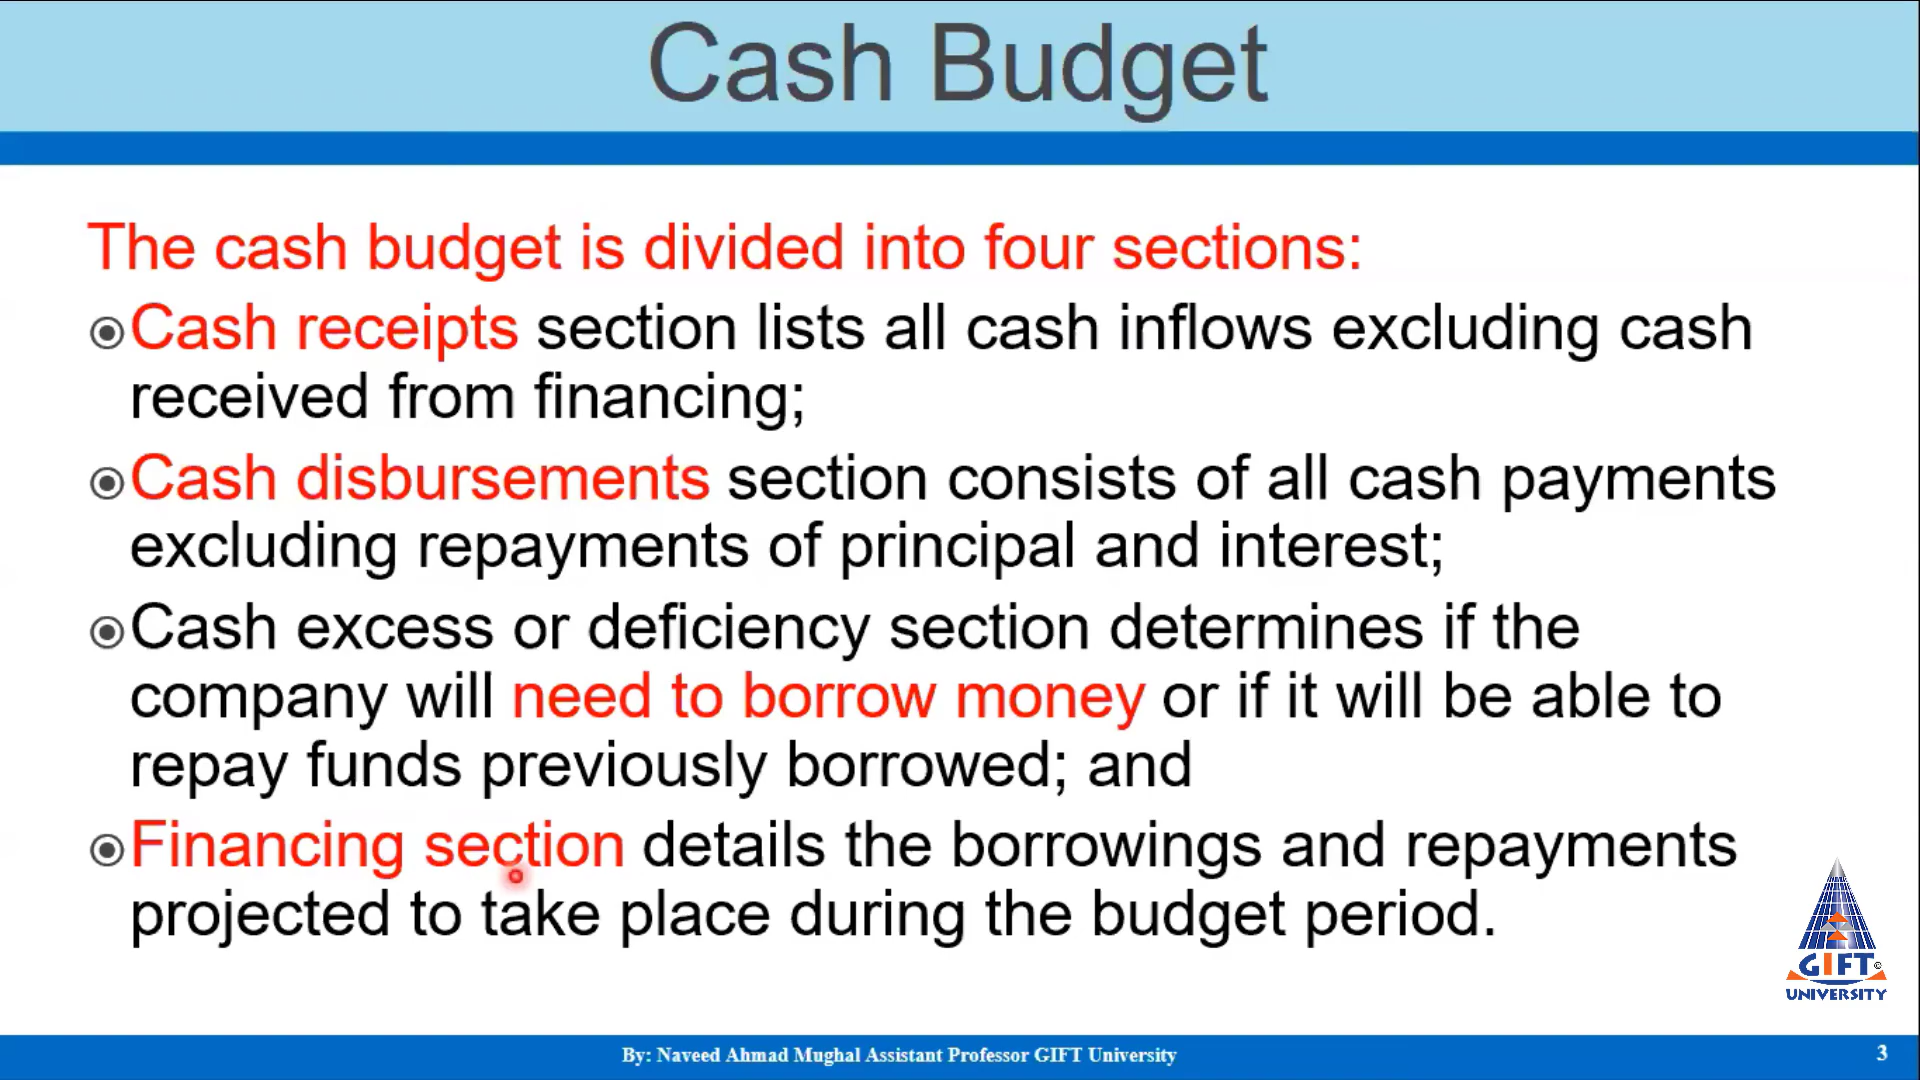 Cash Budget
The cash budget is divided into four sections:
Cash receipts section lists all cash inflows excluding cash
received from financing;
Cash disbursements section consists of all cash payments
excluding repayments of principal and interest;
Cash excess or deficiency section determines if the
company will need to borrow money or if it will be able to
repay funds previously borrowed; and
Financing section details the borrowings and repayments
projected to take place during the budget period.
GIFT©
UNIVERSITY
By: Naveed Ahmad Mughal Assistant Professor GIFT University
3